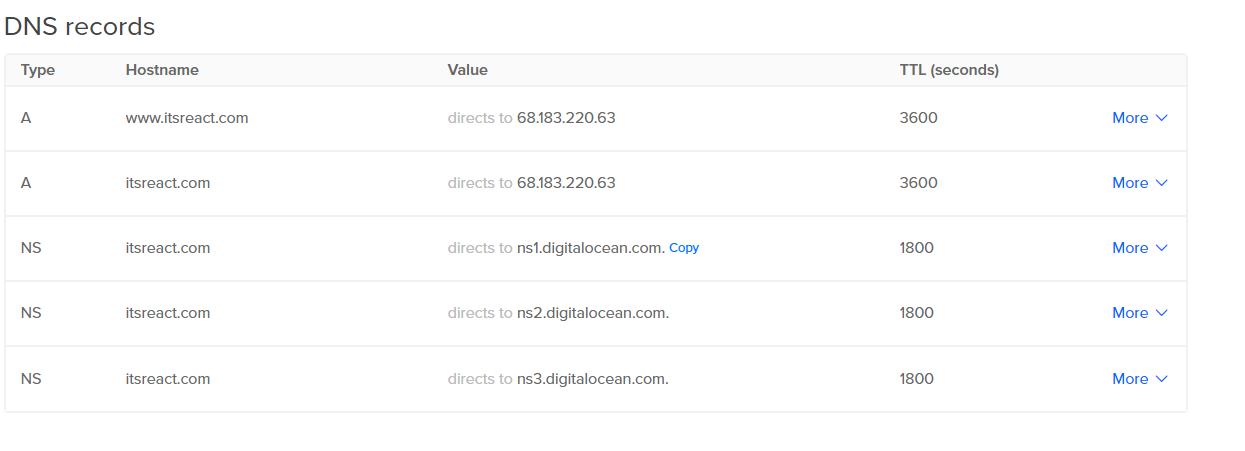 DNS records
Type Hostname Value TTL (seconds)
A www.itsreact.com directs to 68.183.220.63 3600 More
A itsreact.com directs to 68.183.220.63 3600 More
NS itsreact.com directs to ns1.digitalocean.com. Copy 1800 More
NS itsreact.com directs to ns2.digitalocean.com. 1800 More
NS itsreact.com directs to ns3.digitalocean.com. 1800 More